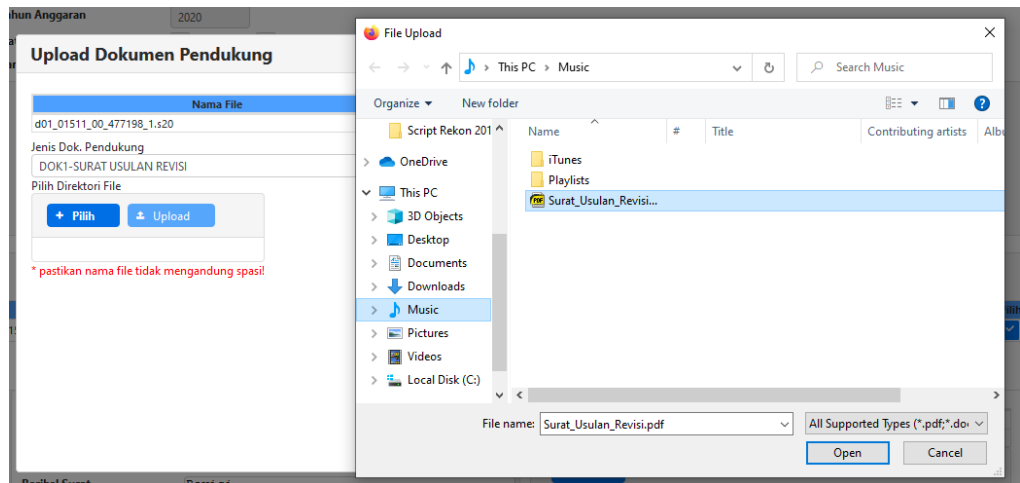 Tahun Anggaran
2020
Upload Dokumen Pendukung
Nama File
d01_01511_00_477198_1.s20
Jenis Dok. Pendukung
DOK1-SURAT USULAN REVISI
Pilih Direktori File
+ Pilih
Upload
* pastikan nama file tidak mengandung spasi!
File Upload
This PC > Music
Search Music
Organize
New folder
Script Rekon 201
OneDrive
This PC
3D Objects
Desktop
Documents
Downloads
Music
Pictures
Videos
Local Disk (C:)
Name # Title Contributing artists Albu
iTunes
Playlists
PDF Surat_Usulan_Revisi...
File name: Surat_Usulan_Revisi.pdf
All Supported Types (*.pdf;*.do
Open Cancel